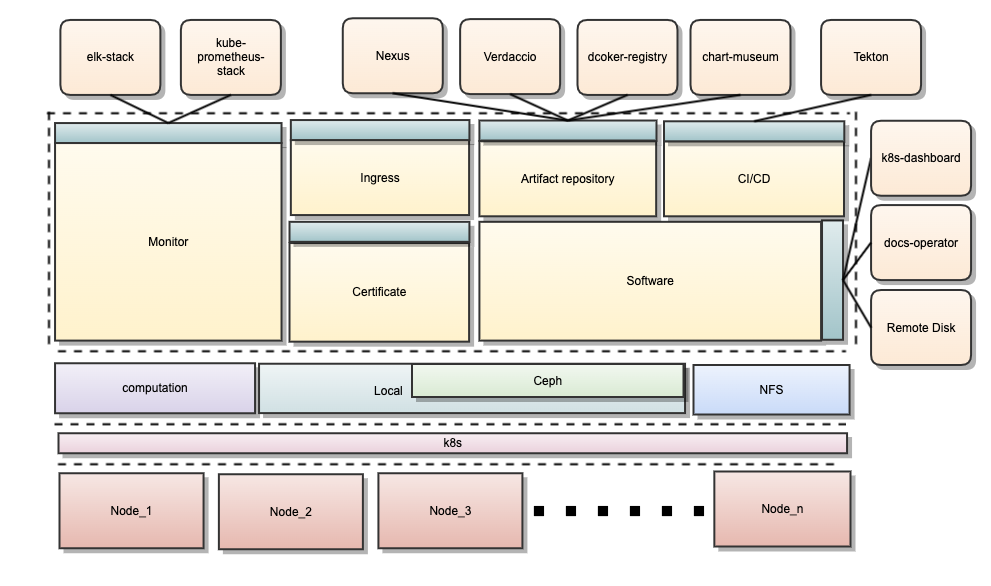 elk-stack
kube-
prometheus-
stack
Nexus
Verdaccio
dcoker-registry
chart-museum
Tekton
k8s-dashboard
Ingress
Artifact repository
CI/CD
Monitor
docs-operator
Certificate
Software
Remote Disk
computation
Local
Ceph
NFS
k8s
Node_1
Node_2
Node_3
Node_n